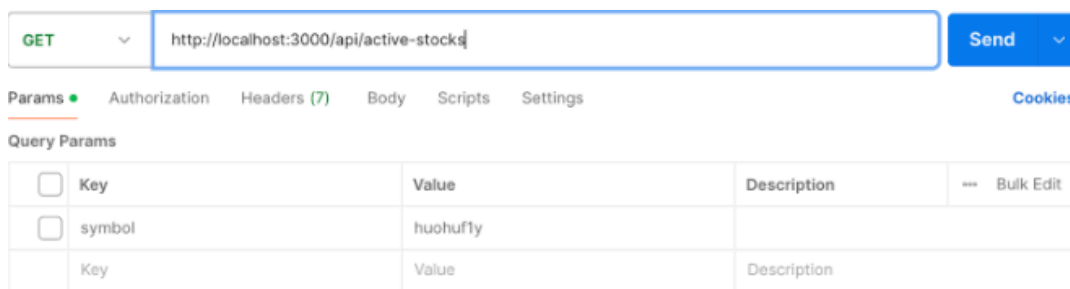 GET http://localhost:3000/api/active-stocks Send
Params Authorization Headers (7) Body Scripts Settings Cookies
Query Params
Key Value Description Bulk Edit
symbol huohuf1y
Key Value Description